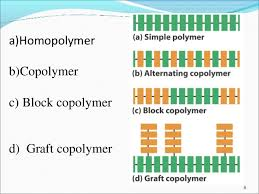 a)Homopolymer
b)Copolymer
c) Block copolymer
d) Graft copolymer
(a) Simple polymer
(b) Alternating copolymer
(c) Block copolymer
(d) Graft copolymer